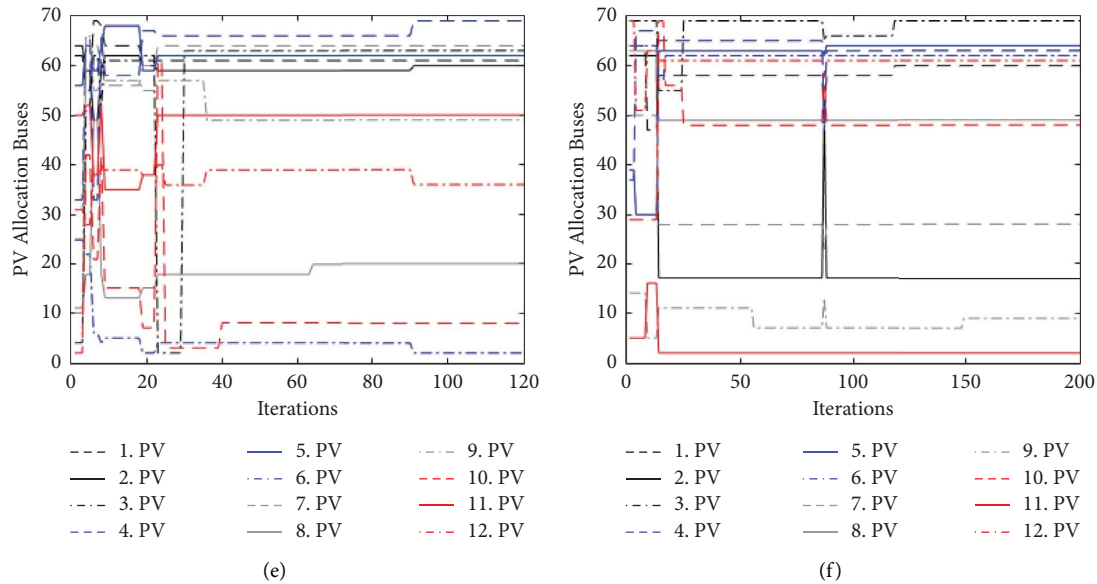 70
60
50
40
30
20
10
0
PV Allocation Buses
0 20 40 60 80 100 120
Iterations
1. PV 5. PV 9. PV
2. PV 6. PV 10. PV
3. PV 7. PV 11. PV
4. PV 8. PV 12. PV
(e)
70
60
50
40
30
20
10
0
PV Allocation Buses
0 50 100 150 200
Iterations
1. PV 5. PV 9. PV
2. PV 6. PV 10. PV
3. PV 7. PV 11. PV
4. PV 8. PV 12. PV
(f)